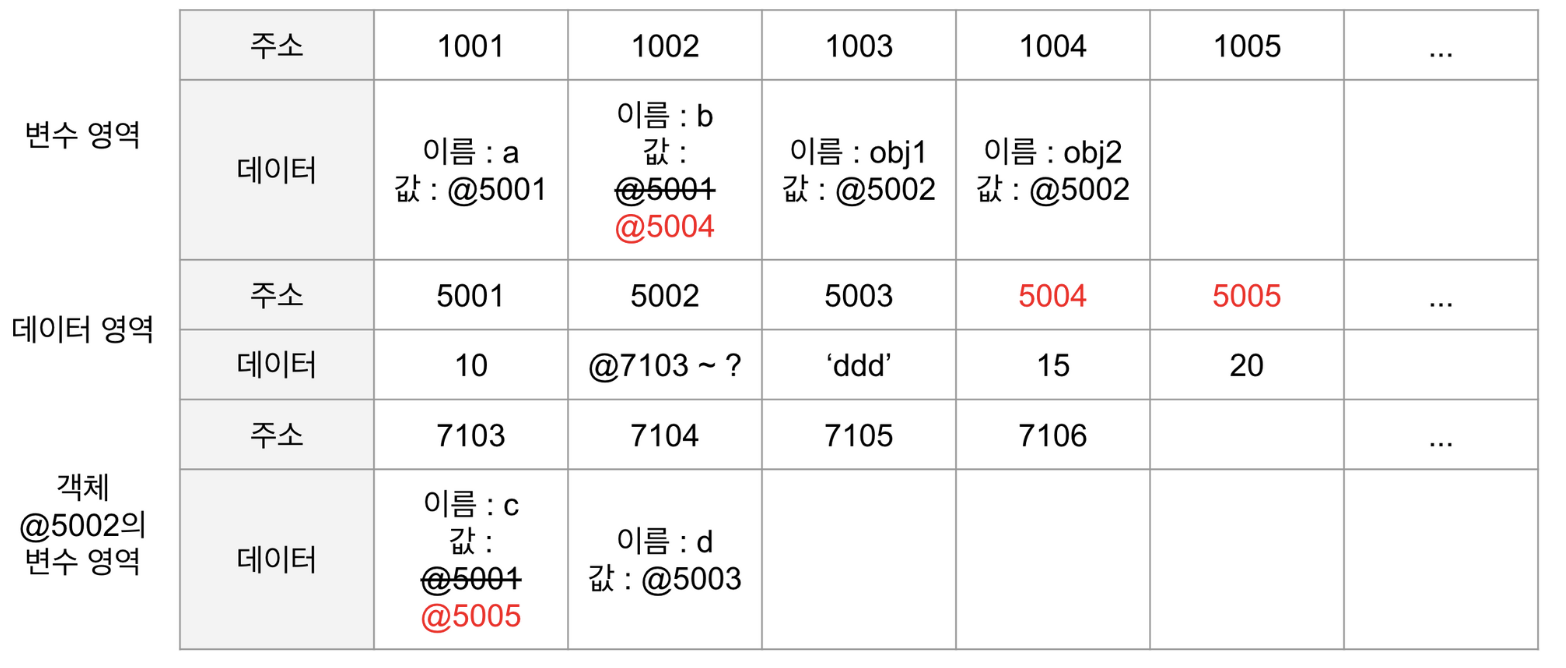 주소 1001 1002 1003 1004 1005 ...
변수 영역
데이터
이름 : a
값 : @5001
이름 : b
값 :
@5001
@5004
이름 : obj1
값 : @5002
이름 : obj2
값 : @5002
데이터 영역
주소 5001 5002 5003 5004 5005 ...
데이터 10 @7103 ~ ? ‘ddd’ 15 20
객체
@5002의
변수 영역
주소 7103 7104 7105 7106 ...
데이터
이름 : c
값 :
@5001
@5005
이름 : d
값 : @5003